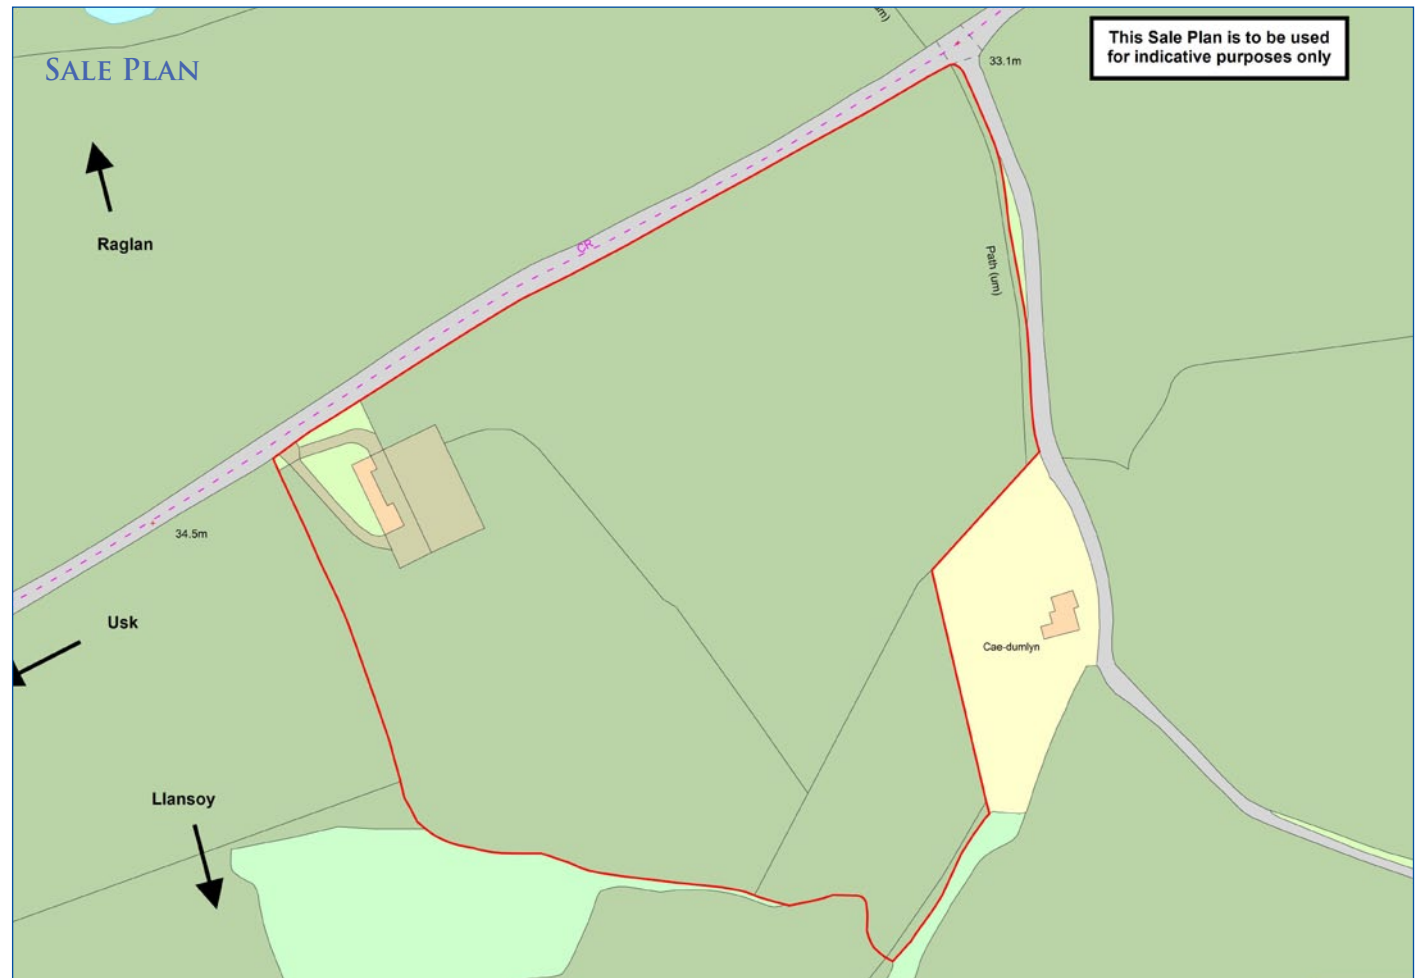 SALE PLAN
This Sale Plan is to be used
for indicative purposes only
33.1m
Raglan
CR
Path (um)
34.5m
Usk
Cae-dumlyn
Llansoy